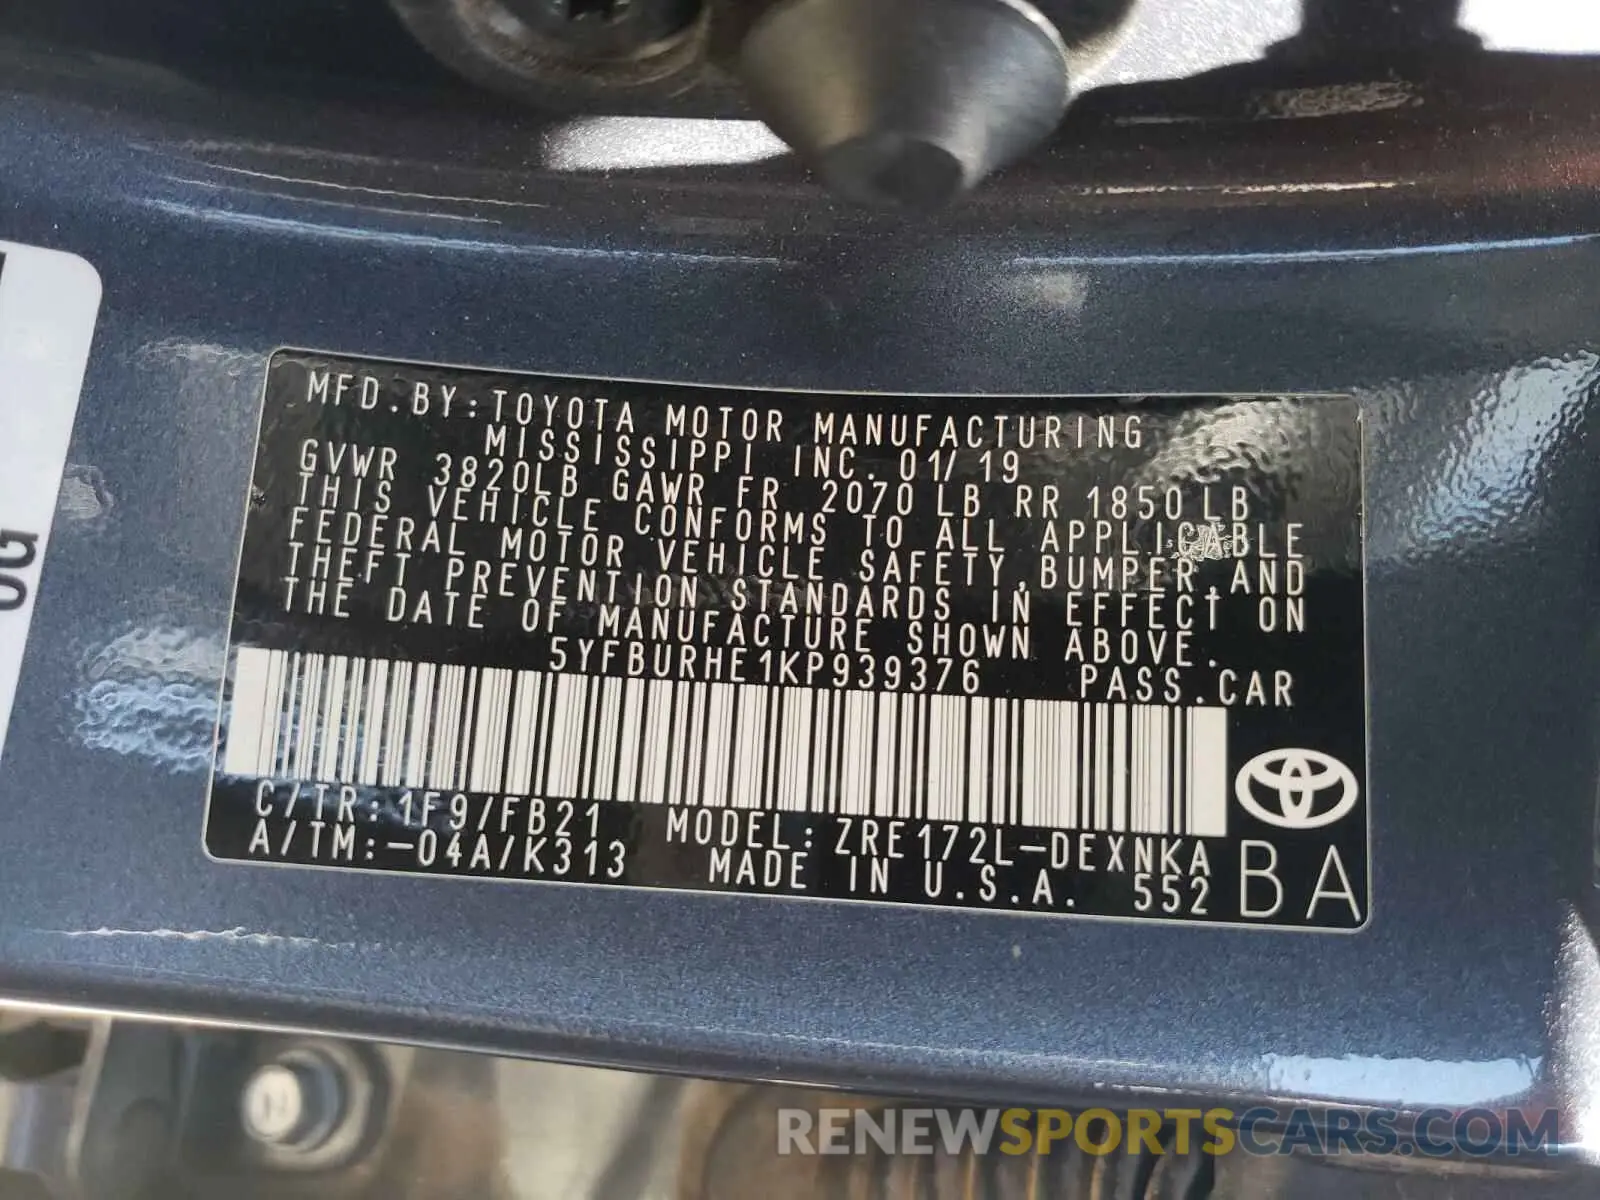 MFD.BY:TOYOTA MOTOR MANUFACTURING
MISSISSIPPI INC. 01/19
GVWR 3820LB GAWR FR 2070 LB RR 1850 LB
THIS VEHICLE CONFORMS TO ALL APPLICABLE
FEDERAL MOTOR VEHICLE SAFETY,BUMPER,AND
THEFT PREVENTION STANDARDS IN EFFECT ON
THE DATE OF MANUFACTURE SHOWN ABOVE.
5YFBURHE1KP939376 PASS.CAR
C/TR:1F9/FB21 MODEL:ZRE172L-DEXNKA
A/TM:-04A/K313 MADE IN U.S.A. 552
BA
RENEWSPORTSCARS.COM